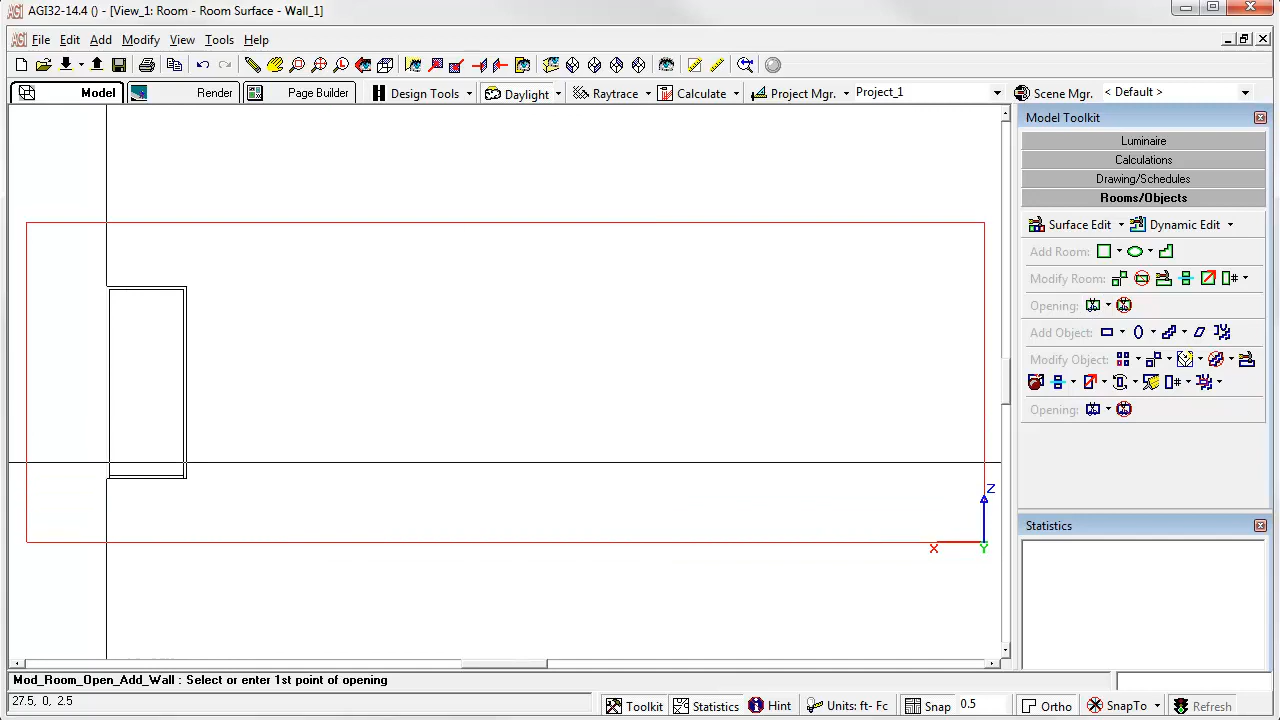 AGI32-14.4 () - [View_1: Room - Room Surface - Wall_1]
File Edit Add Modify View Tools Help
Model Render Page Builder Design Tools Daylight Raytrace Calculate Project Mgr. Project_1 Scene Mgr. < Default >
Model Toolkit
Luminaire
Calculations
Drawing/Schedules
Rooms/Objects
Surface Edit Dynamic Edit
Add Room:
Modify Room:
Opening:
Add Object:
Modify Object:
Opening:
Z
X Y
Statistics
Mod_Room_Open_Add_Wall : Select or enter 1st point of opening
27.5, 0, 2.5 Toolkit Statistics Hint Units: ft- Fc Snap 0.5 Ortho SnapTo Refresh